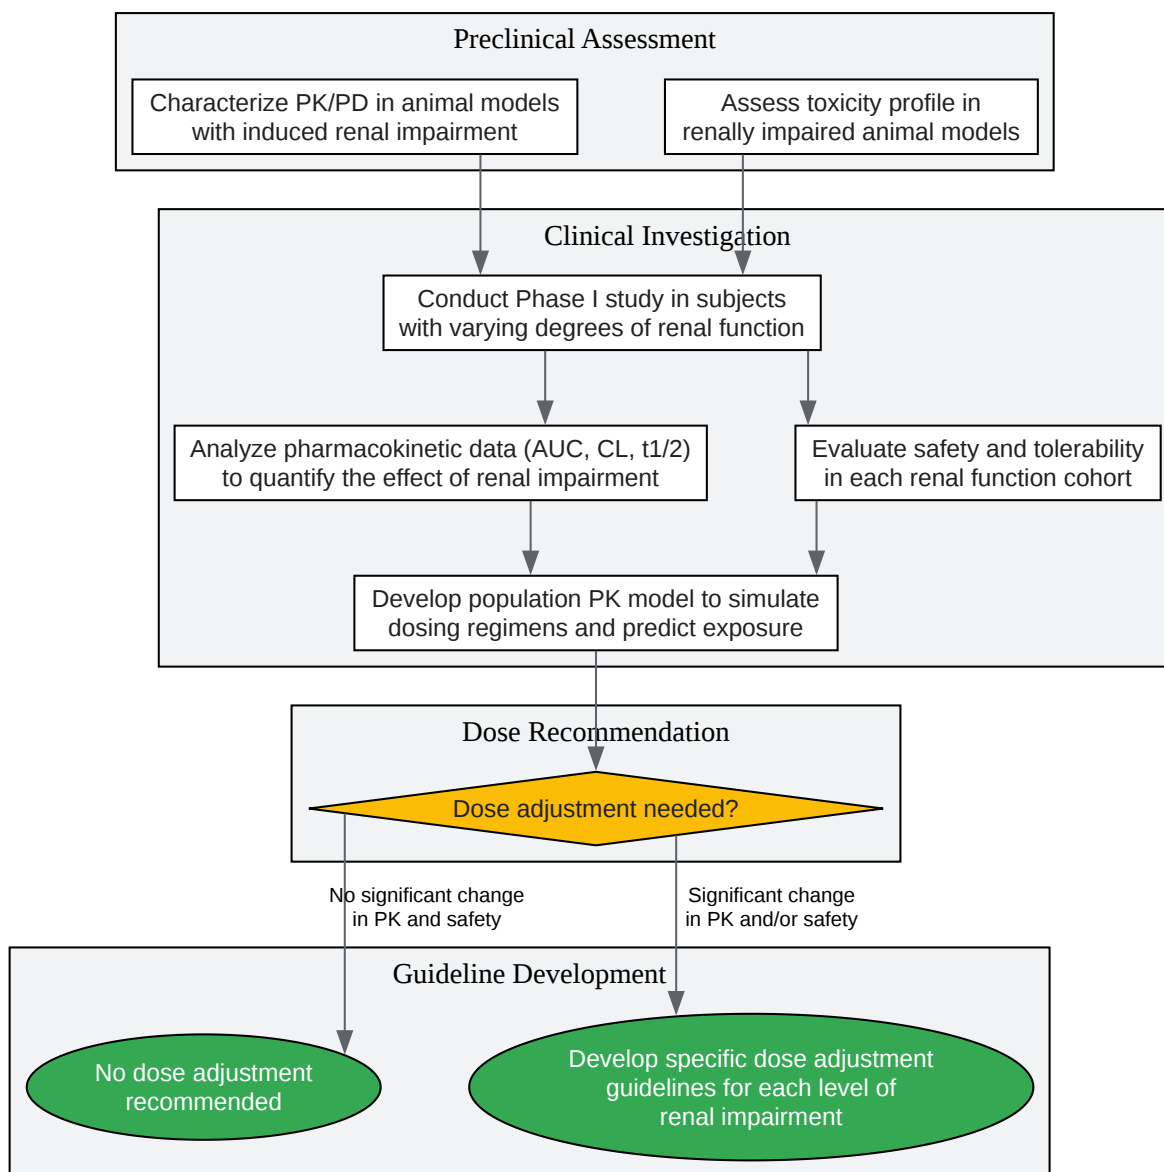 Preclinical Assessment
Characterize PK/PD in animal models
with induced renal impairment
Assess toxicity profile in
renally impaired animal models
Clinical Investigation
Conduct Phase I study in subjects
with varying degrees of renal function
Analyze pharmacokinetic data (AUC, CL, t1/2)
to quantify the effect of renal impairment
Evaluate safety and tolerability
in each renal function cohort
Develop population PK model to simulate
dosing regimens and predict exposure
Dose Recommendation
Dose adjustment needed?
No significant change
in PK and safety
Significant change
in PK and/or safety
Guideline Development
No dose adjustment
recommended
Develop specific dose adjustment
guidelines for each level of
renal impairment